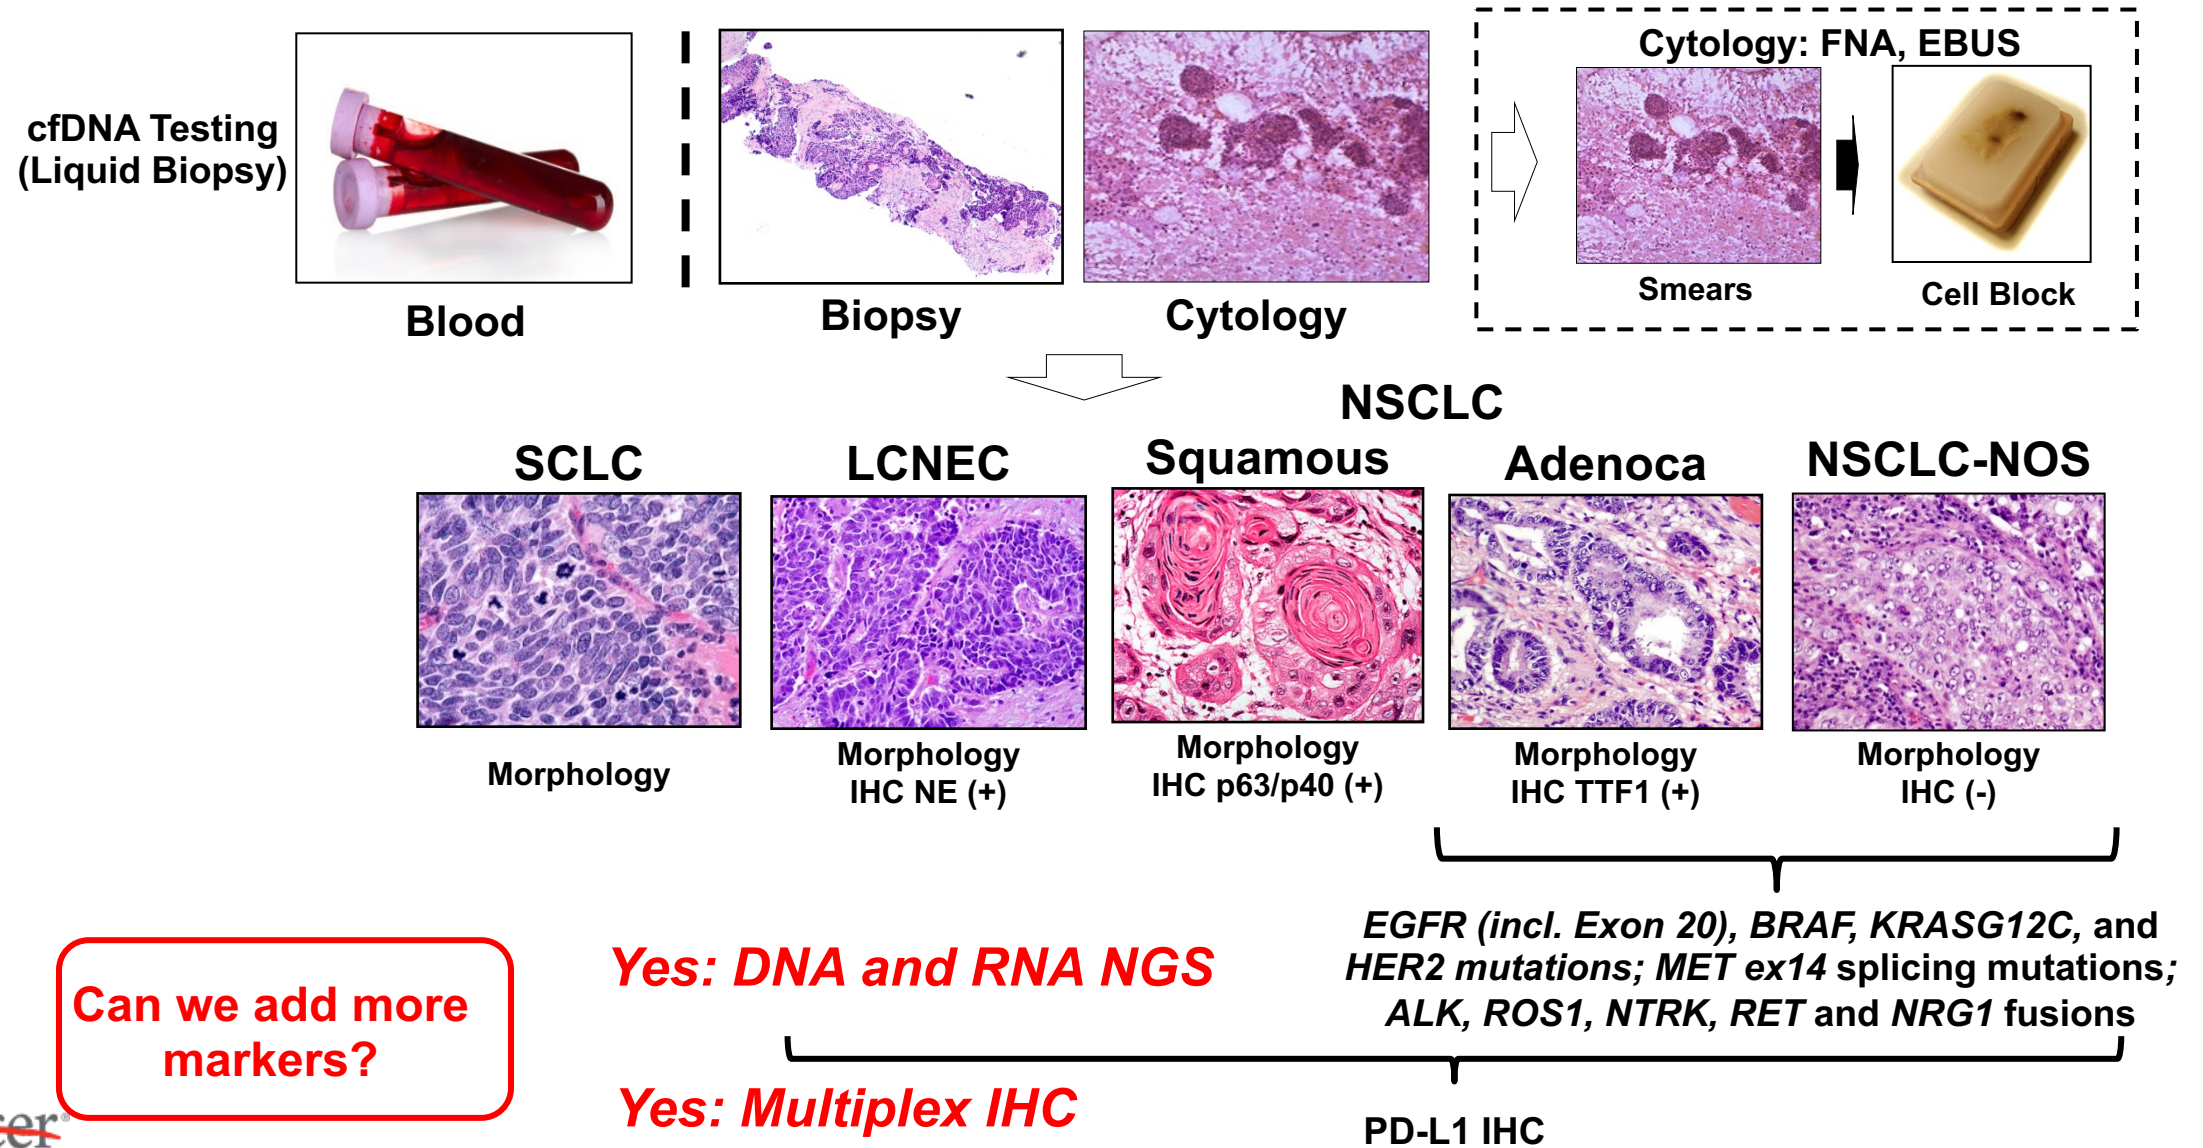 cfDNA Testing
(Liquid Biopsy)
Blood
Biopsy
Cytology
Cytology: FNA, EBUS
Smears
Cell Block
NSCLC
SCLC
LCNEC
Squamous
Adenoca
NSCLC-NOS
Morphology
Morphology
IHC NE (+)
Morphology
IHC p63/p40 (+)
Morphology
IHC TTF1 (+)
Morphology
IHC (-)
EGFR (incl. Exon 20), BRAF, KRASG12C, and
HER2 mutations; MET ex14 splicing mutations;
ALK, ROS1, NTRK, RET and NRG1 fusions
Can we add more
markers?
Yes: DNA and RNA NGS
Yes: Multiplex IHC
PD-L1 IHC